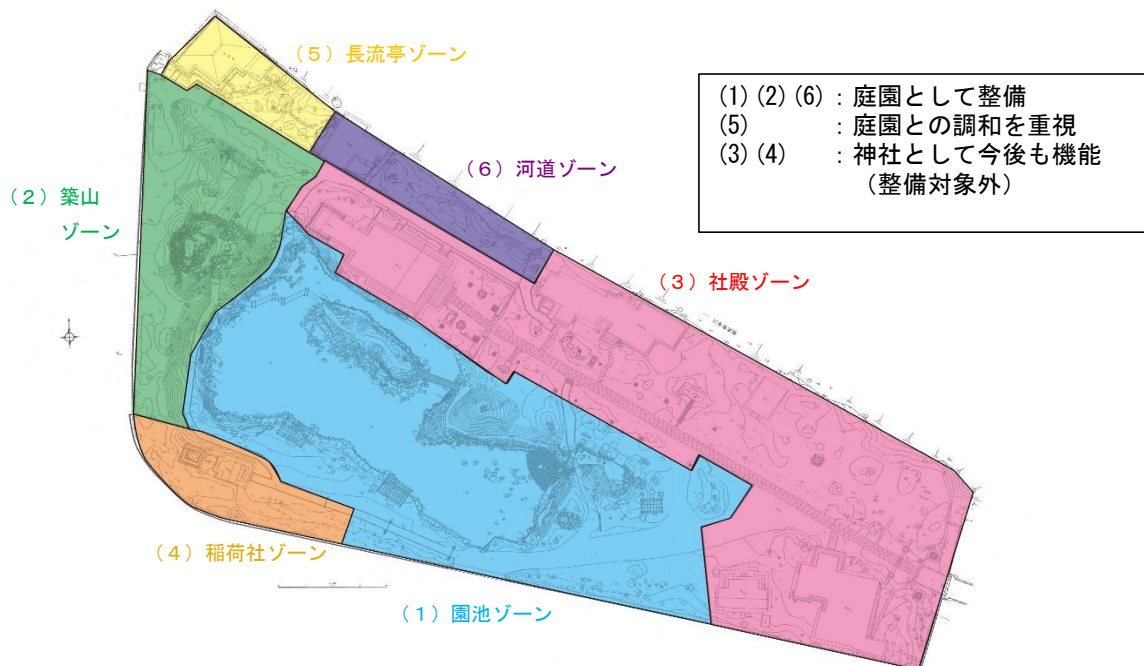 （５）長流亭ゾーン
(1)(2)(6)：庭園として整備
(5)　　　：庭園との調和を重視
(3)(4)　：神社として今後も機能
（整備対象外）
（６）河道ゾーン
（２）築山
ゾーン
（３）社殿ゾーン
（４）稲荷社ゾーン
（１）園池ゾーン